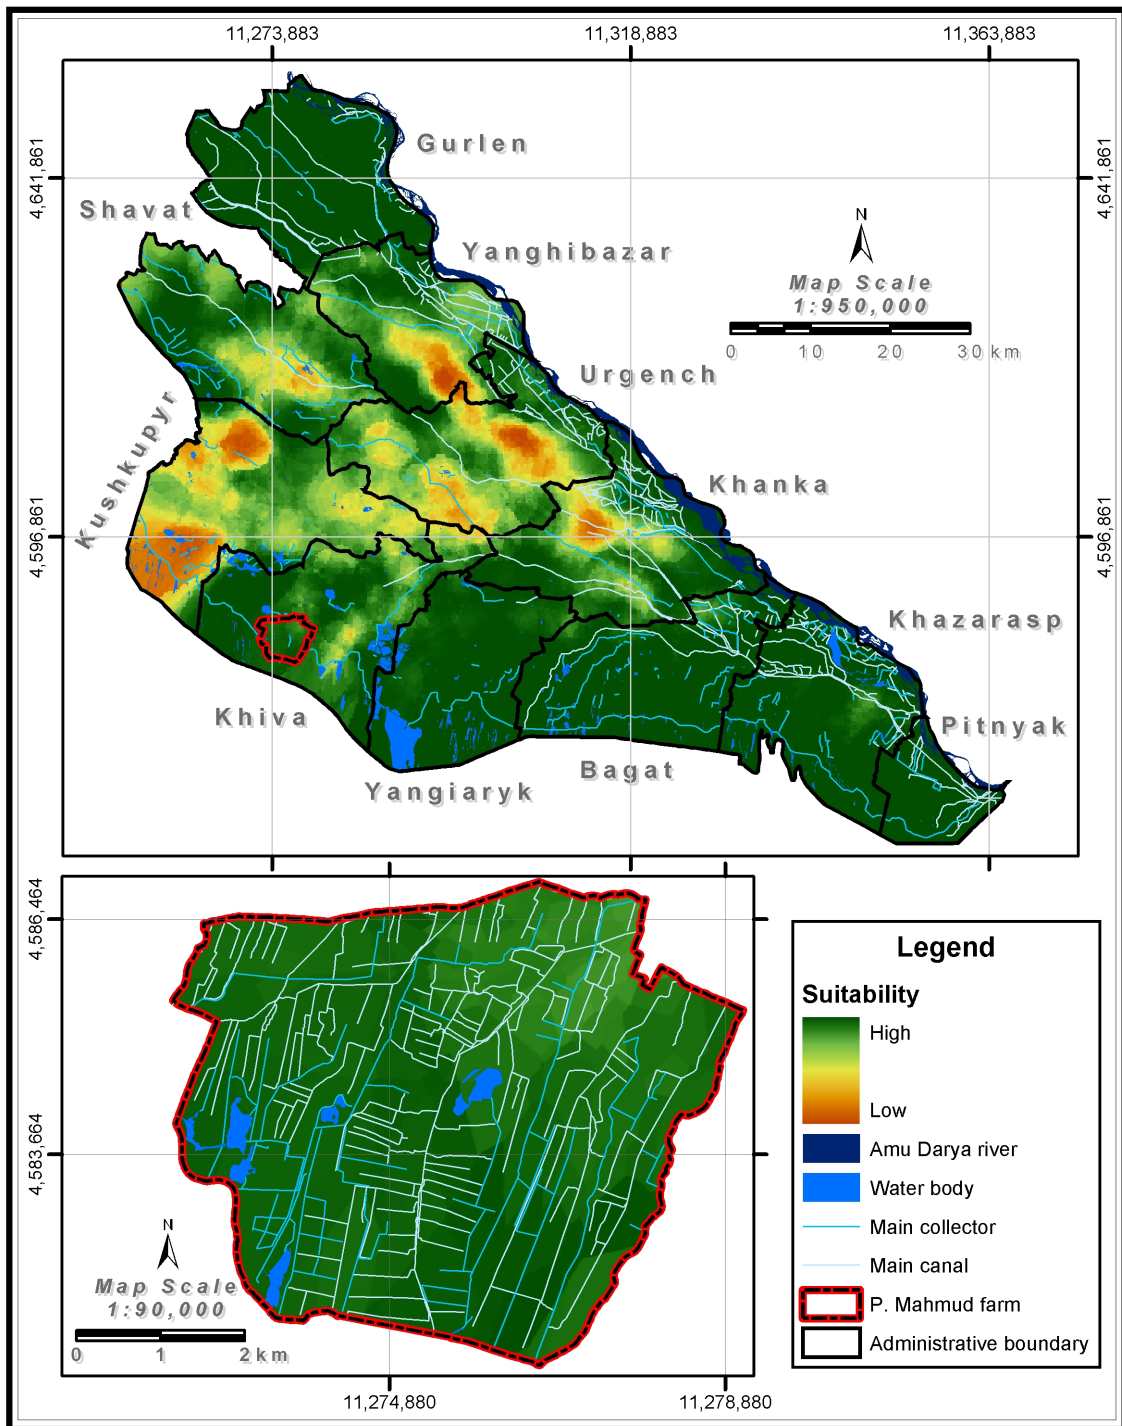 11,273,883
11,318,883
11,363,883
4,641,861
4,641,861
Gurlen
Shavat
Yanghibazar
N
Map Scale
1:950,000
0 10 20 30 km
Urgench
Kushkupyr
Khanka
4,596,861
4,596,861
Khazarasp
Khiva
Pitnyak
Bagat
Yangiaryk
4,586,464
4,583,664
N
Map Scale
1:90,000
0 1 2 km
11,274,880
11,278,880
Legend
Suitability
High
Low
Amu Darya river
Water body
Main collector
Main canal
P. Mahmud farm
Administrative boundary